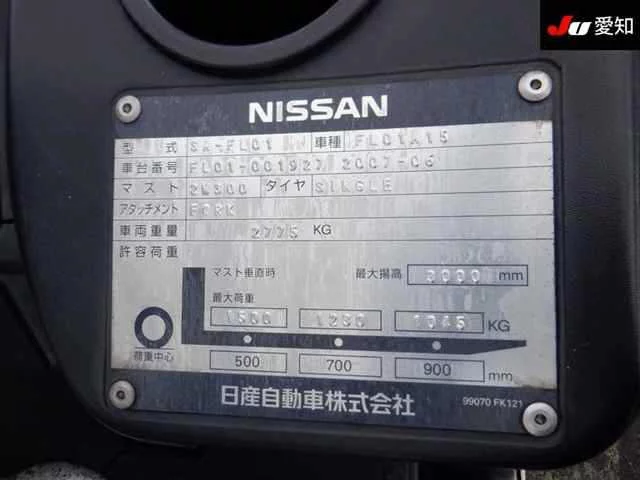 JU 愛知
NISSAN
型式 SA-FL01 車種 FL01A15
車台番号 FL01-001927 2007-06
マスト 2W300 タイヤ SINGLE
アタッチメント FORK
車両重量 2775 KG
許容荷重
マスト垂直時 最大揚高 3000 mm
最大荷重
1500 1230 1045 KG
荷重中心 500 700 900 mm
日産自動車株式会社 99070 FK121